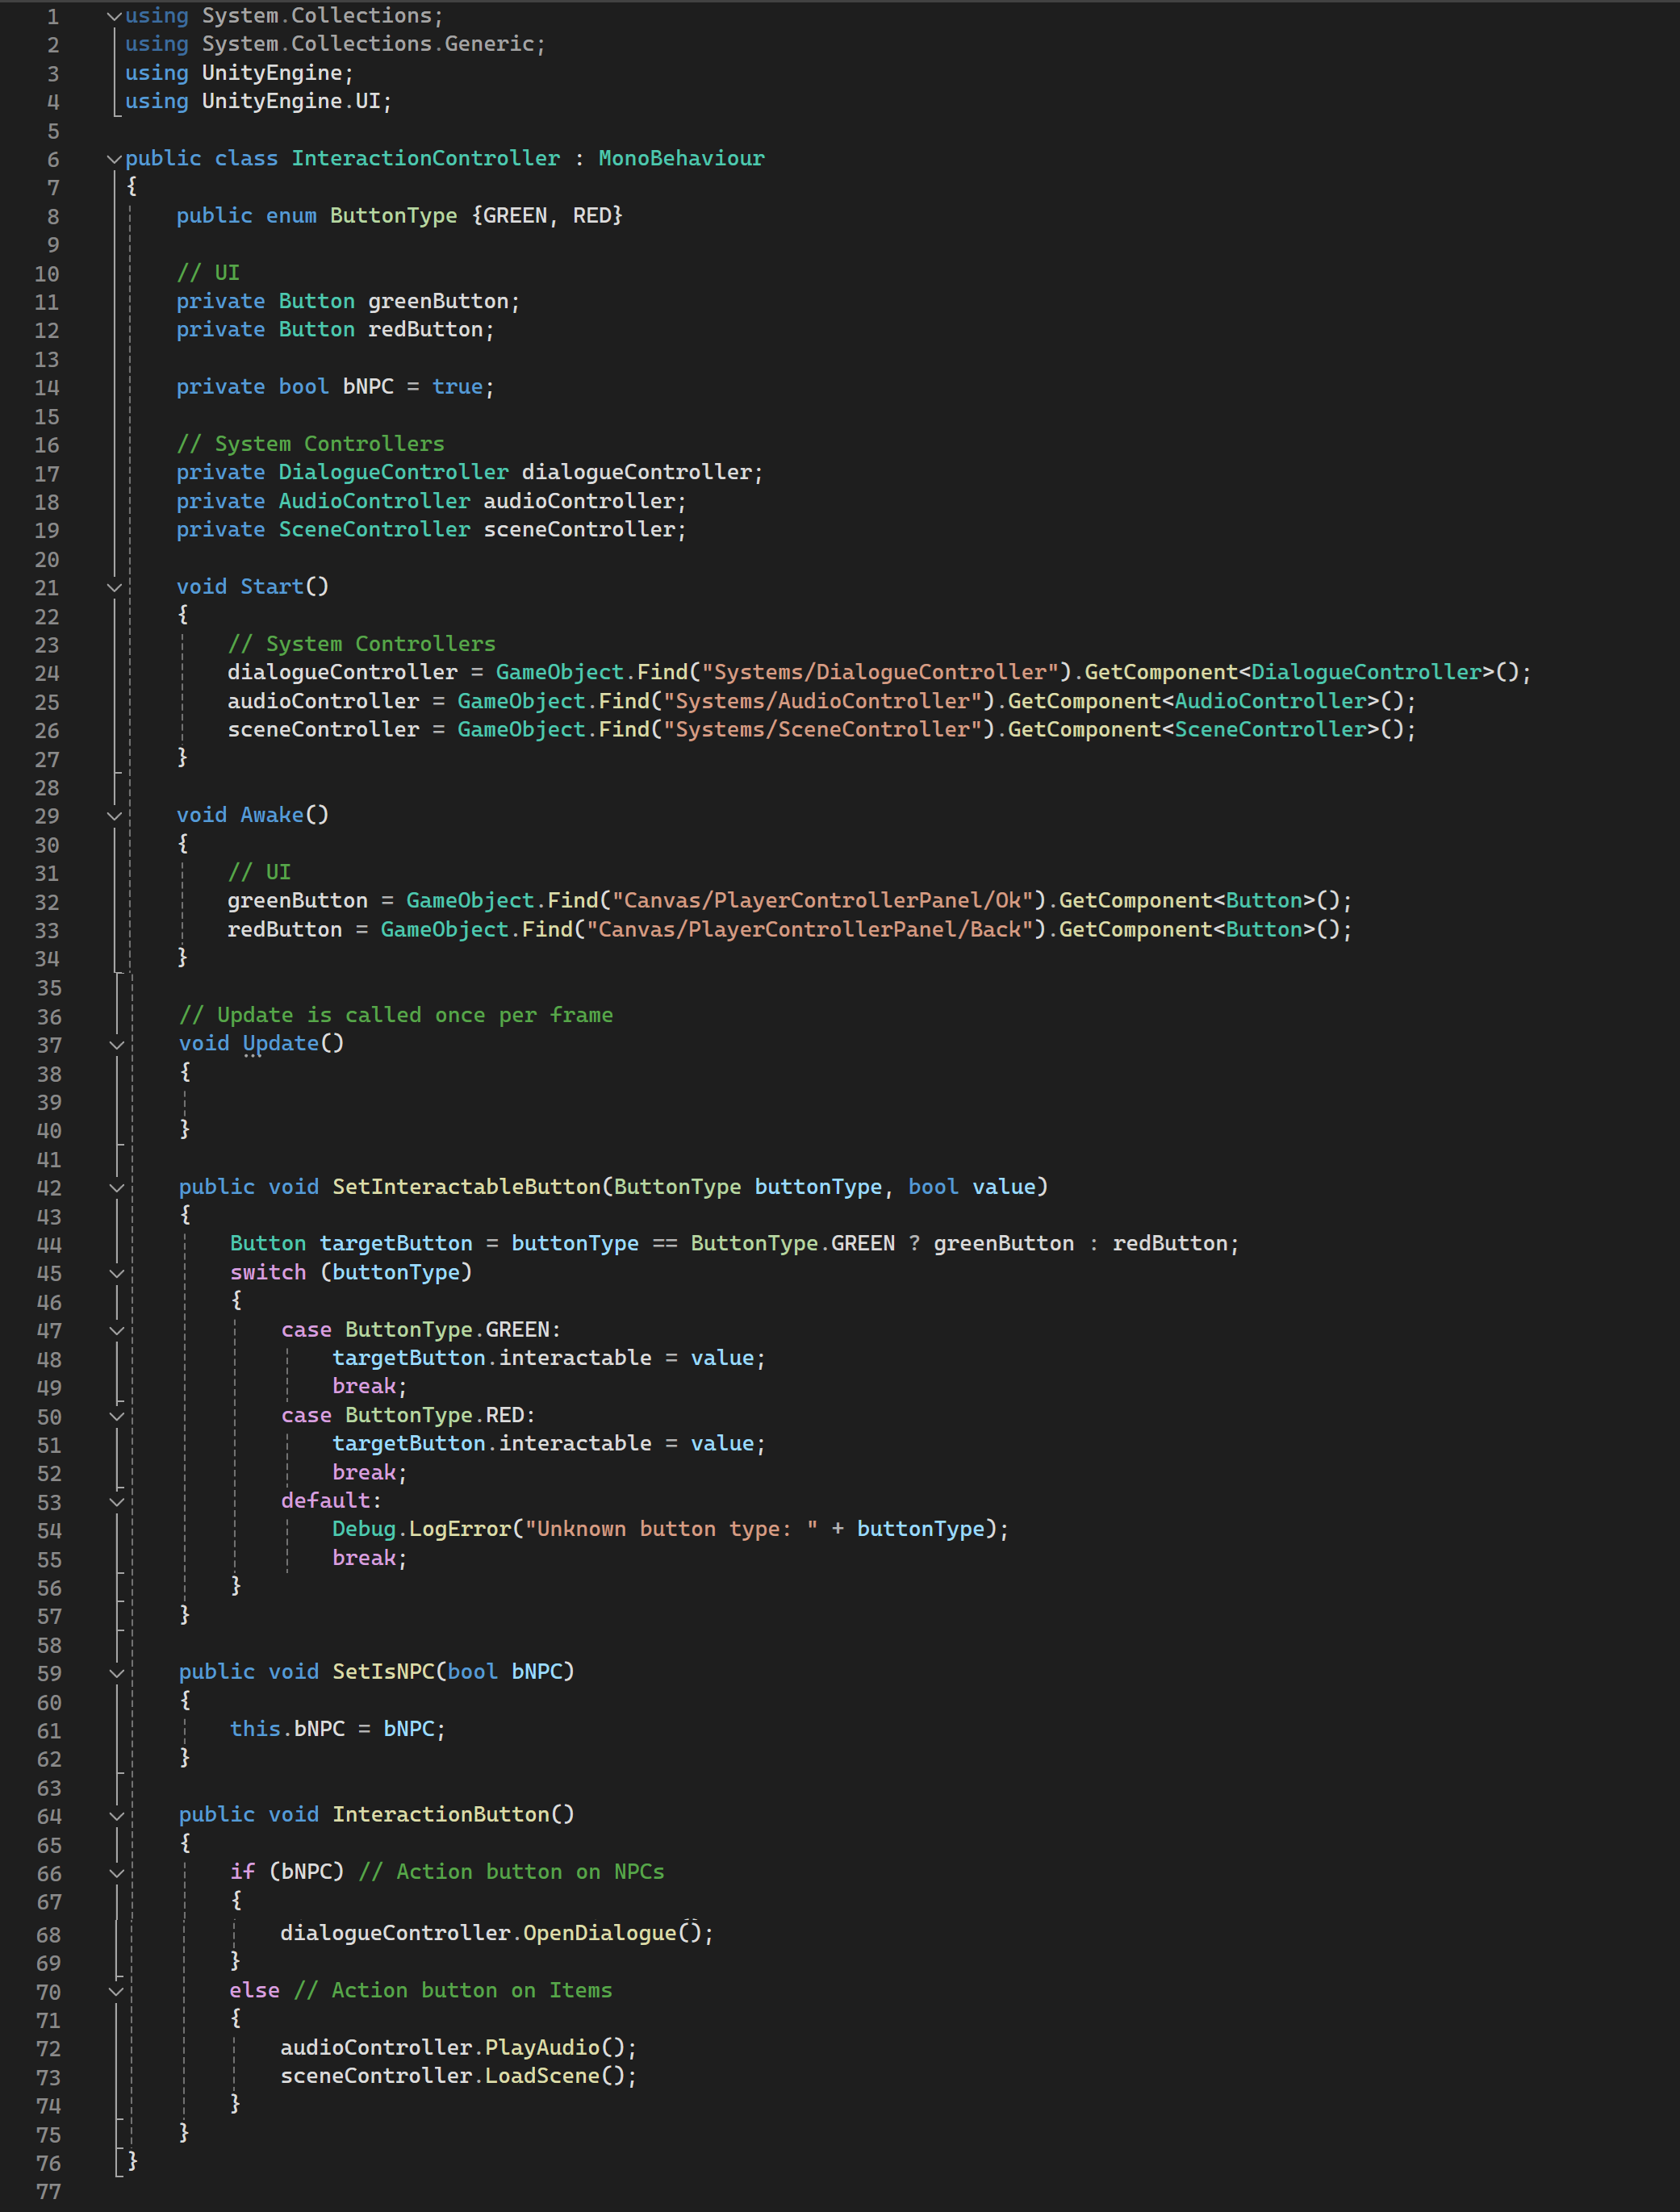 1 using System.Collections;
2 using System.Collections.Generic;
3 using UnityEngine;
4 using UnityEngine.UI;
5
6 public class InteractionController : MonoBehaviour
7 {
8     public enum ButtonType {GREEN, RED}
9
10     // UI
11     private Button greenButton;
12     private Button redButton;
13
14     private bool bNPC = true;
15
16     // System Controllers
17     private DialogueController dialogueController;
18     private AudioController audioController;
19     private SceneController sceneController;
20
21     void Start()
22     {
23         // System Controllers
24         dialogueController = GameObject.Find("Systems/DialogueController").GetComponent<DialogueController>();
25         audioController = GameObject.Find("Systems/AudioController").GetComponent<AudioController>();
26         sceneController = GameObject.Find("Systems/SceneController").GetComponent<SceneController>();
27     }
28
29     void Awake()
30     {
31         // UI
32         greenButton = GameObject.Find("Canvas/PlayerControllerPanel/Ok").GetComponent<Button>();
33         redButton = GameObject.Find("Canvas/PlayerControllerPanel/Back").GetComponent<Button>();
34     }
35
36     // Update is called once per frame
37     void Update()
38     {
39
40     }
41
42     public void SetInteractableButton(ButtonType buttonType, bool value)
43     {
44         Button targetButton = buttonType == ButtonType.GREEN ? greenButton : redButton;
45         switch (buttonType)
46         {
47             case ButtonType.GREEN:
48                 targetButton.interactable = value;
49                 break;
50             case ButtonType.RED:
51                 targetButton.interactable = value;
52                 break;
53             default:
54                 Debug.LogError("Unknown button type: " + buttonType);
55                 break;
56         }
57     }
58
59     public void SetIsNPC(bool bNPC)
60     {
61         this.bNPC = bNPC;
62     }
63
64     public void InteractionButton()
65     {
66         if (bNPC) // Action button on NPCs
67         {
68             dialogueController.OpenDialogue();
69         }
70         else // Action button on Items
71         {
72             audioController.PlayAudio();
73             sceneController.LoadScene();
74         }
75     }
76 }
77